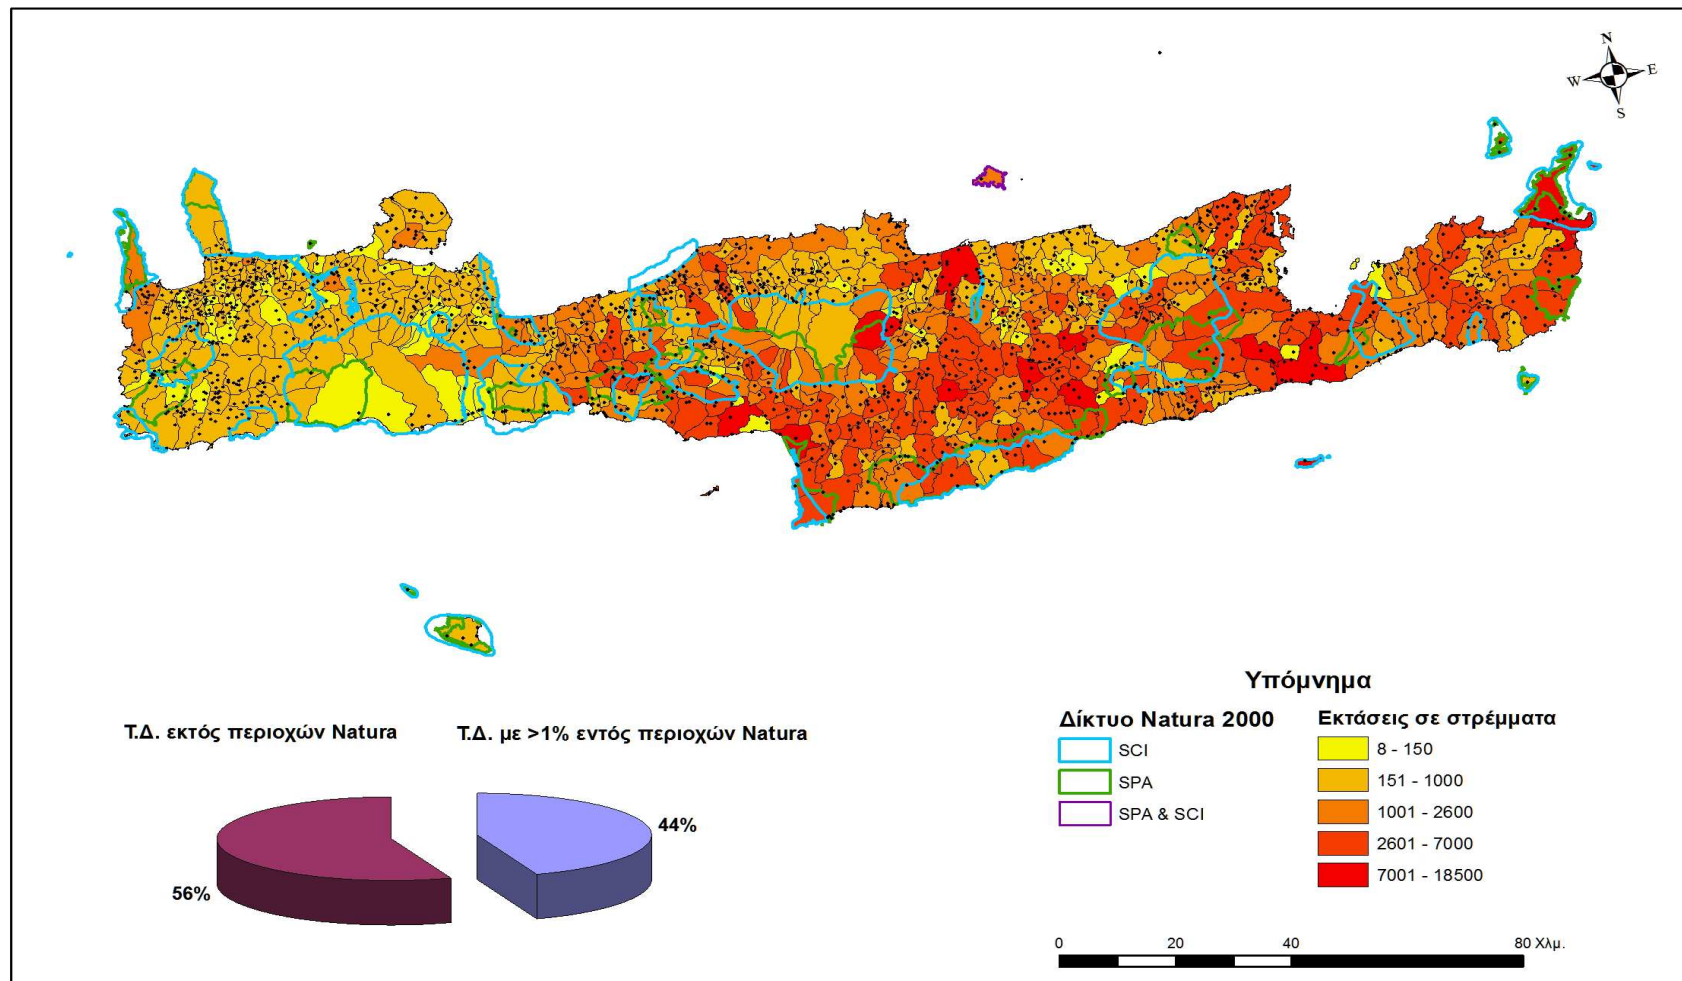 N
W
E
S
Υπόμνημα
Δίκτυο Natura 2000
SCI
SPA
SPA & SCI
Εκτάσεις σε στρέμματα
8 - 150
151 - 1000
1001 - 2600
2601 - 7000
7001 - 18500
Τ.Δ. εκτός περιοχών Natura
Τ.Δ. με >1% εντός περιοχών Natura
44%
56%
0 20 40 80 Χλμ.